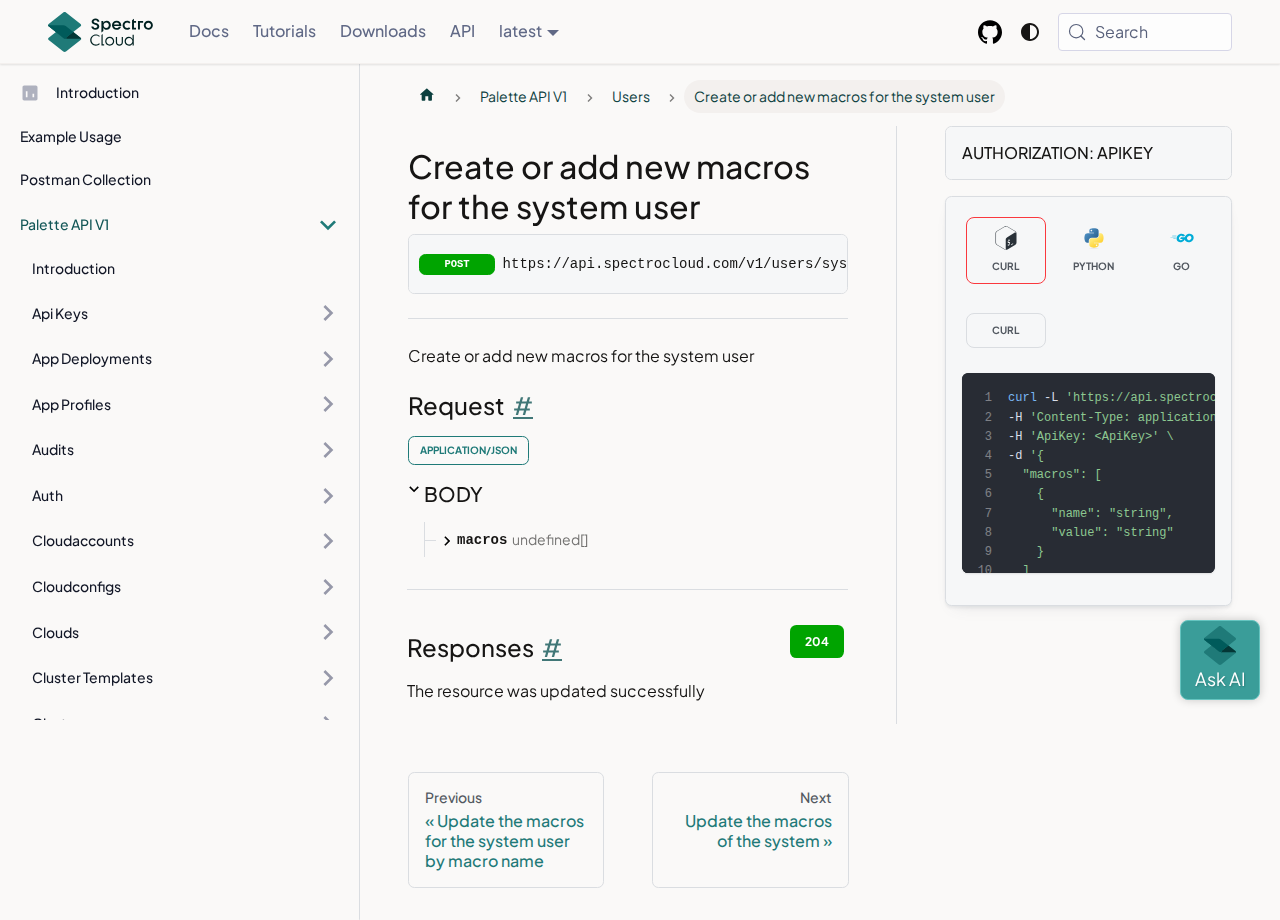 Spectro
Cloud
Docs
Tutorials
Downloads
API
latest
Search
Introduction
Example Usage
Postman Collection
Palette API V1
Introduction
Api Keys
App Deployments
App Profiles
Audits
Auth
Cloudaccounts
Cloudconfigs
Clouds
Cluster Templates
Palette API V1
Users
Create or add new macros for the system user
Create or add new macros
for the system user
POST https://api.spectrocloud.com/v1/users/sys
Create or add new macros for the system user
Request #
APPLICATION/JSON
BODY
macros undefined[]
Responses #
204
The resource was updated successfully
Previous
« Update the macros
for the system user
by macro name
Next
Update the macros
of the system »
AUTHORIZATION: APIKEY
CURL
PYTHON
GO
CURL
1 curl -L 'https://api.spectroc
2 -H 'Content-Type: application
3 -H 'ApiKey: <ApiKey>' \
4 -d '{
5 "macros": [
6 {
7 "name": "string",
8 "value": "string"
9 }
10 ]
Ask AI